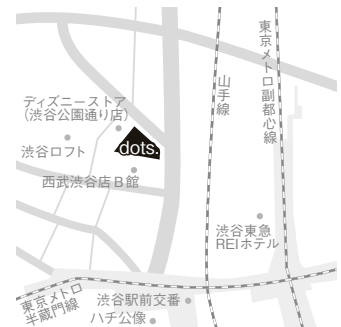 東京メトロ副都心線
山手線
ディズニーストア
（渋谷公園通り店）
渋谷ロフト
dots.
西武渋谷店B館
渋谷東急
REIホテル
東京メトロ
半蔵門線
渋谷駅前交番
ハチ公像